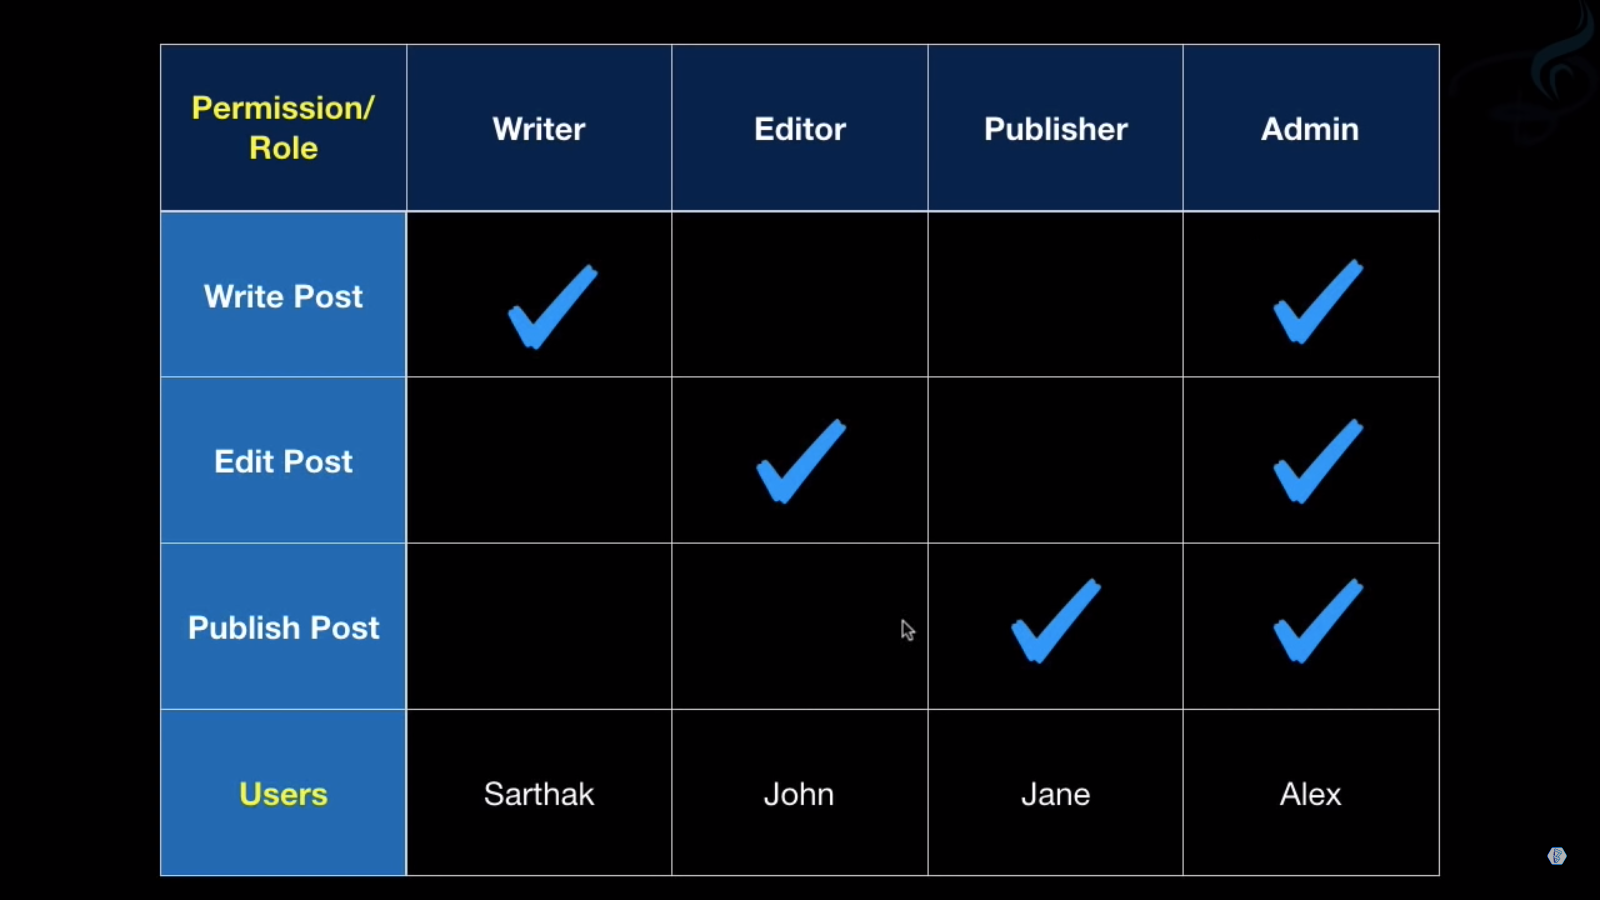 Permission/
Role
Writer
Editor
Publisher
Admin
Write Post
Edit Post
Publish Post
Users
Sarthak
John
Jane
Alex